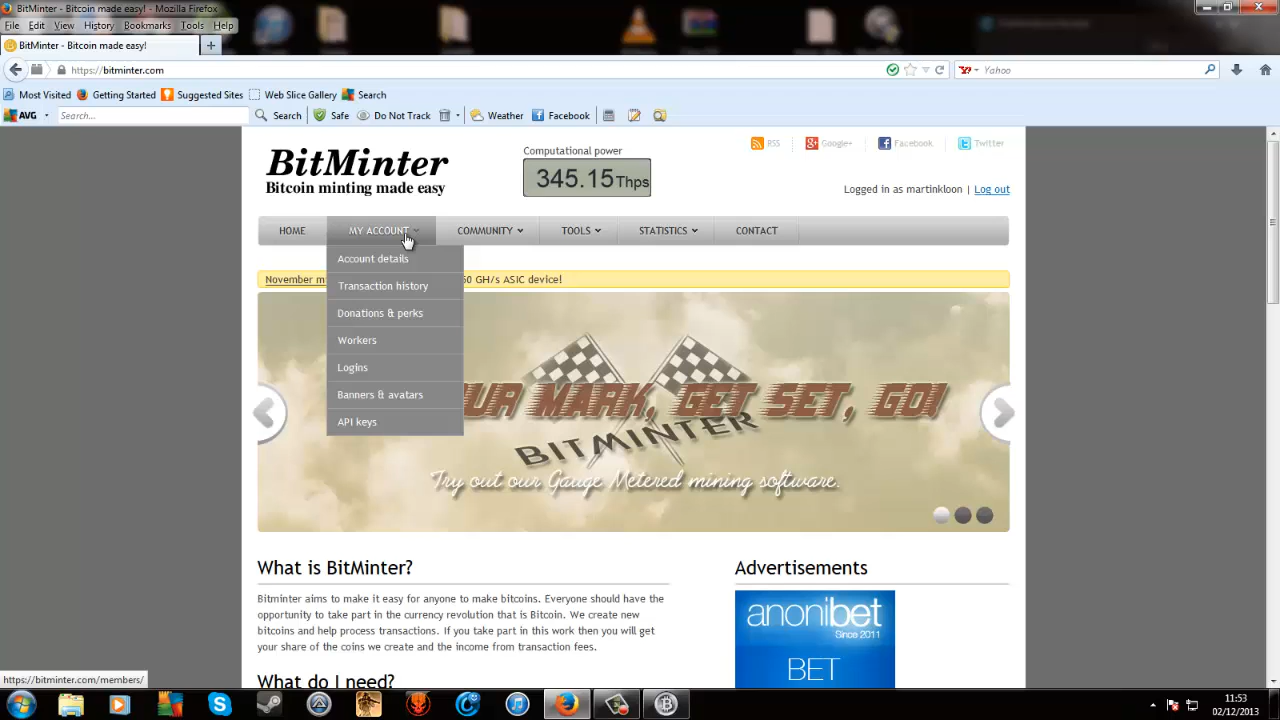 BitMinter - Bitcoin made easy! - Mozilla Firefox
File Edit View History Bookmarks Tools Help
BitMinter - Bitcoin made easy!
https://bitminter.com
Yahoo
Most Visited Getting Started Suggested Sites Web Slice Gallery Search
AVG Search... Search Safe Do Not Track Weather Facebook
RSS Google+ Facebook Twitter
BitMinter
Bitcoin minting made easy
Computational power
345.15 Thps
Logged in as martinkloon | Log out
HOME MY ACCOUNT COMMUNITY TOOLS STATISTICS CONTACT
Account details
Transaction history
Donations & perks
Workers
Logins
Banners & avatars
API keys
November GH/s ASIC device!
MARK, GET SET, GO!
BITMINTER
Try out our Gauge Metered mining software.
What is BitMinter?
Bitminter aims to make it easy for anyone to make bitcoins. Everyone should have the
opportunity to take part in the currency revolution that is Bitcoin. We create new
bitcoins and help process transactions. If you take part in this work then you will get
your share of the coins we create and the income from transaction fees.
What do I need?
Advertisements
anonibet
Since 2011
BET
https://bitminter.com/members/
11:53
02/12/2013